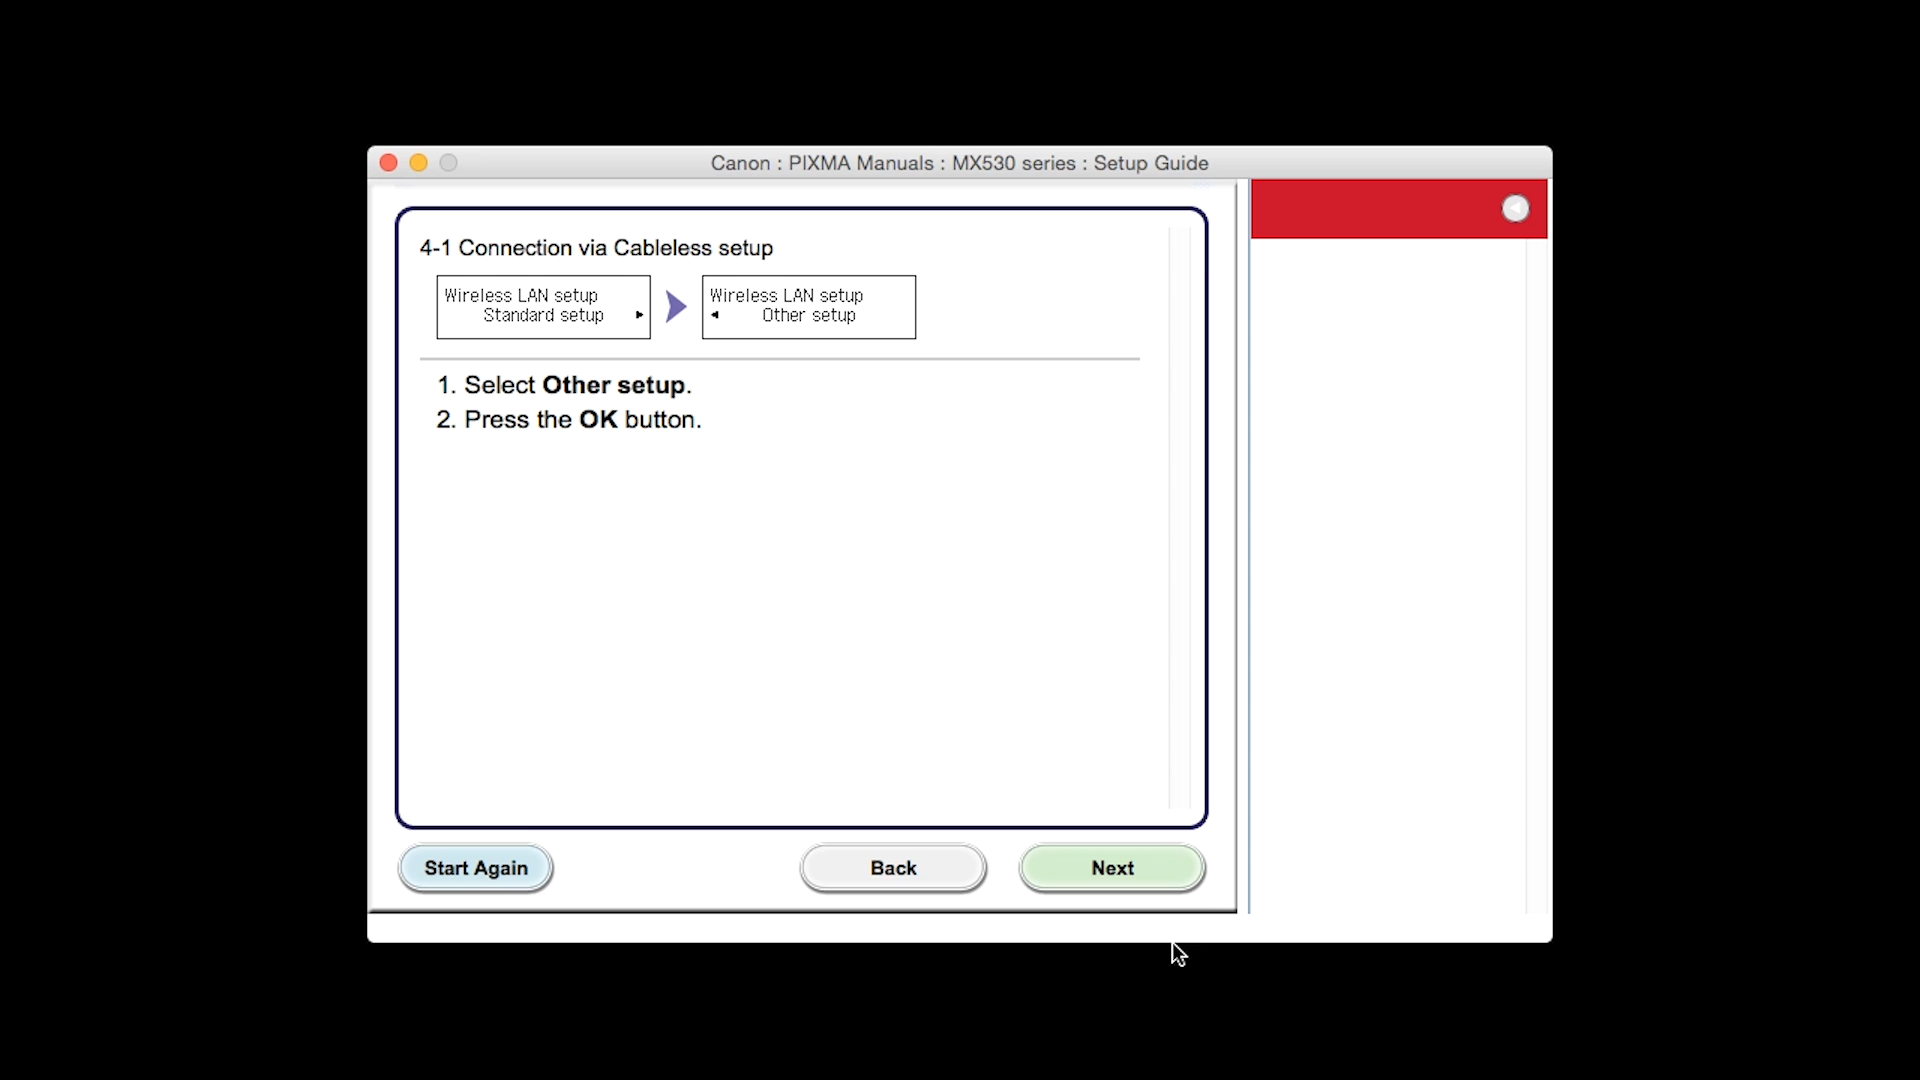 Canon : PIXMA Manuals : MX530 series : Setup Guide
4-1 Connection via Cableless setup
Wireless LAN setup
Standard setup
Wireless LAN setup
Other setup
1. Select Other setup.
2. Press the OK button.
Start Again
Back
Next